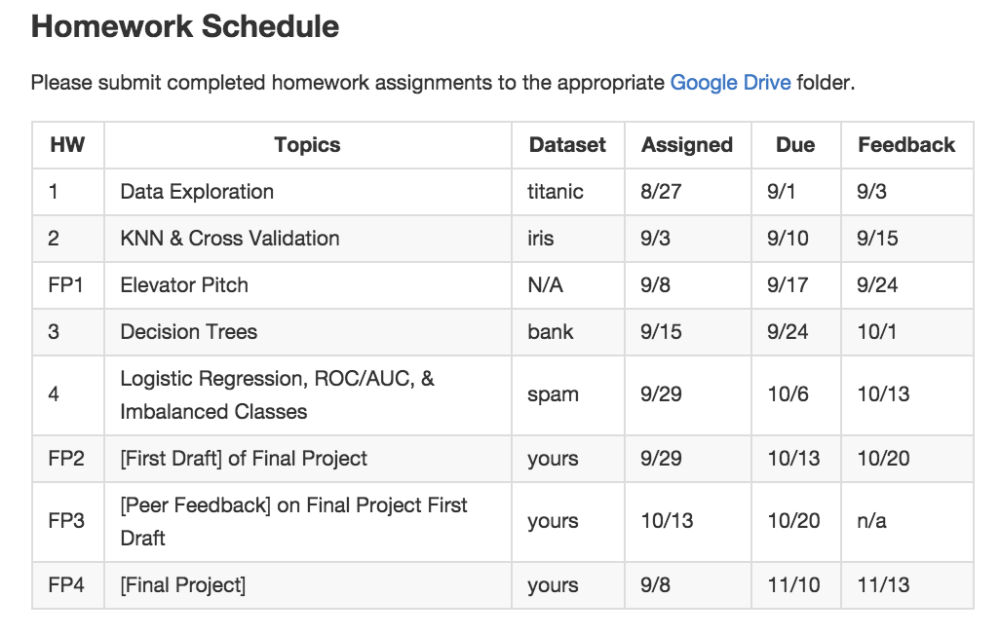 Homework Schedule
Please submit completed homework assignments to the appropriate Google Drive folder.
HW Topics Dataset Assigned Due Feedback
1 Data Exploration titanic 8/27 9/1 9/3
2 KNN & Cross Validation iris 9/3 9/10 9/15
FP1 Elevator Pitch N/A 9/8 9/17 9/24
3 Decision Trees bank 9/15 9/24 10/1
4 Logistic Regression, ROC/AUC, &
Imbalanced Classes spam 9/29 10/6 10/13
FP2 [First Draft] of Final Project yours 9/29 10/13 10/20
FP3 [Peer Feedback] on Final Project First
Draft yours 10/13 10/20 n/a
FP4 [Final Project] yours 9/8 11/10 11/13